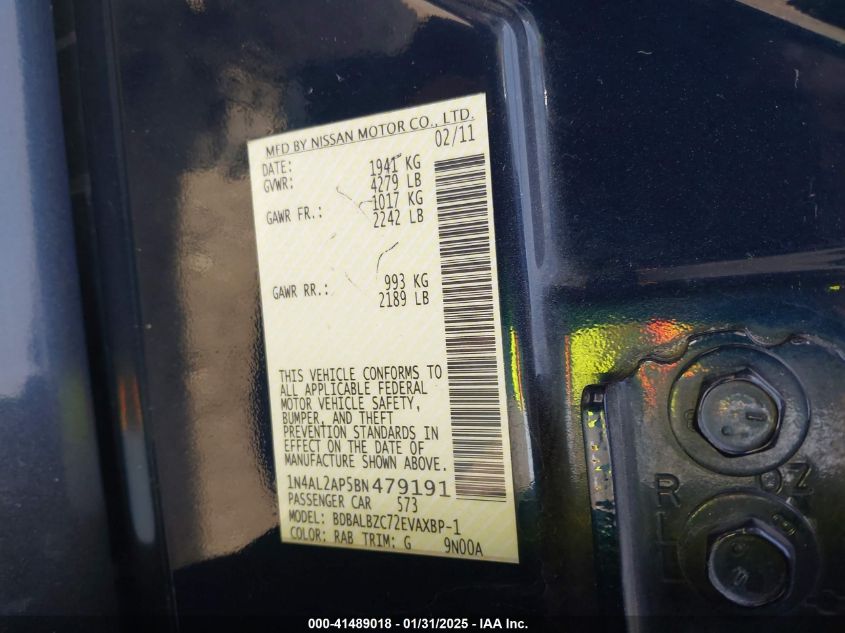 MFD BY NISSAN MOTOR CO., LTD.
DATE: 02/11
GVWR: 1941 KG
4279 LB
GAWR FR.: 1017 KG
2242 LB
GAWR RR.: 993 KG
2189 LB
THIS VEHICLE CONFORMS TO
ALL APPLICABLE FEDERAL
MOTOR VEHICLE SAFETY,
BUMPER, AND THEFT
PREVENTION STANDARDS IN
EFFECT ON THE DATE OF
MANUFACTURE SHOWN ABOVE.
1N4AL2AP5BN479191
PASSENGER CAR 573
MODEL: BDBALBZC72EVAXBP-1
COLOR: RAB TRIM: G 9N00A
000-41489018 - 01/31/2025 - IAA Inc.